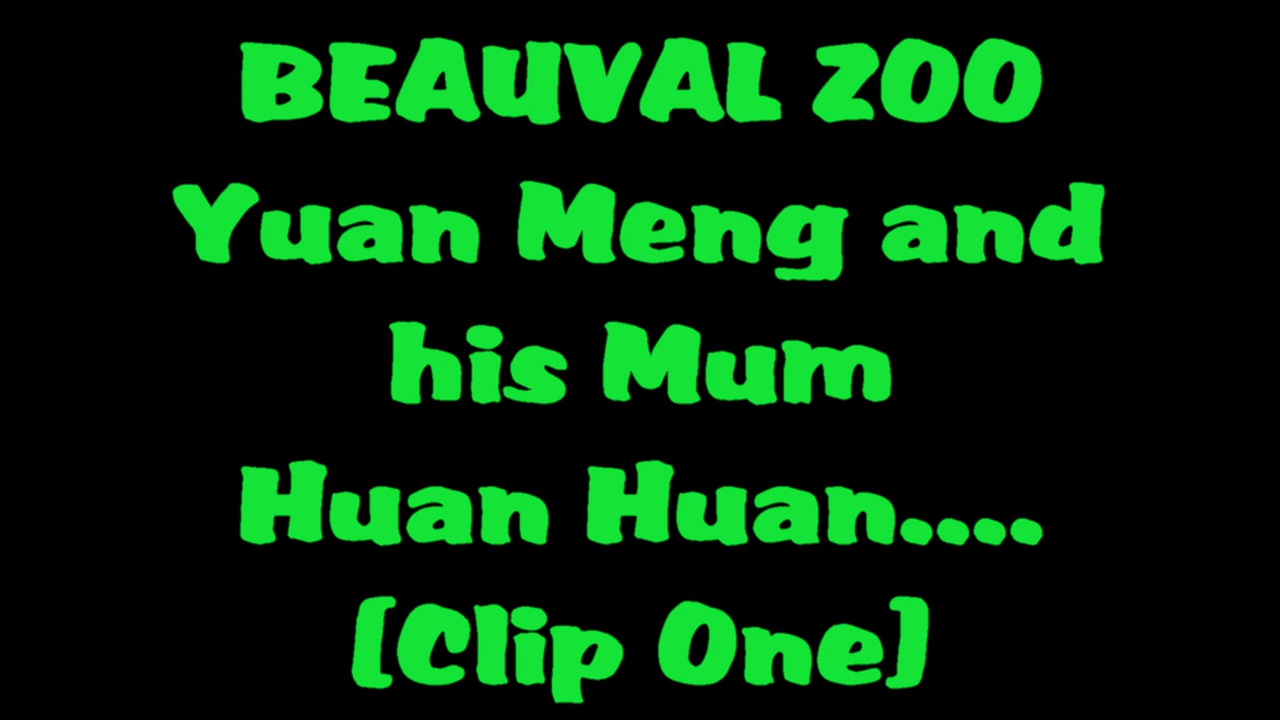 BEAUVAL ZOO
Yuan Meng and
his Mum
Huan Huan....
(Clip One)